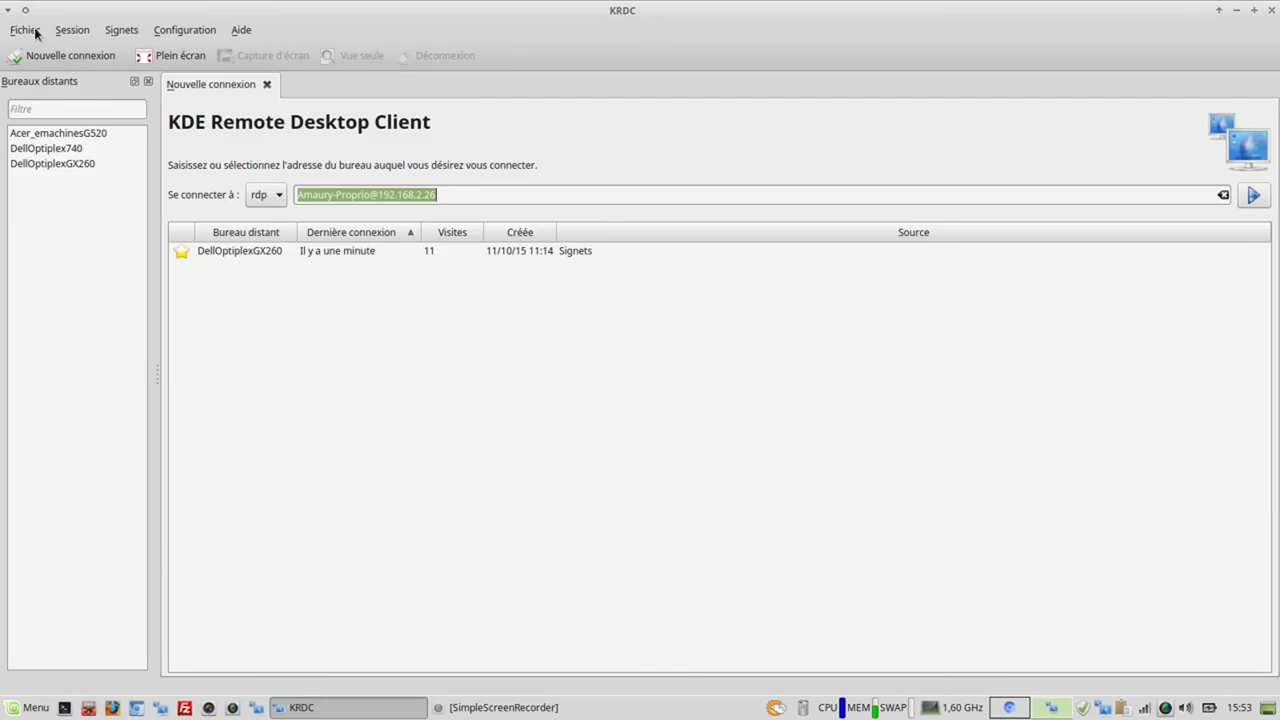 KRDC
Fichier Session Signets Configuration Aide
Nouvelle connexion Plein écran Capture d'écran Vue seule Déconnexion
Bureaux distants
Filtre
Acer_emachinesG520
DellOptiplex740
DellOptiplexGX260
Nouvelle connexion
KDE Remote Desktop Client
Saisissez ou sélectionnez l'adresse du bureau auquel vous désirez vous connecter.
Se connecter à : rdp Amaury-Proprio@192.168.2.26
Bureau distant Dernière connexion Visites Créée Source
DellOptiplexGX260 Il y a une minute 11 11/10/15 11:14 Signets
Menu KRDC [SimpleScreenRecorder] CPU MEM SWAP 1,60 GHz 15:53